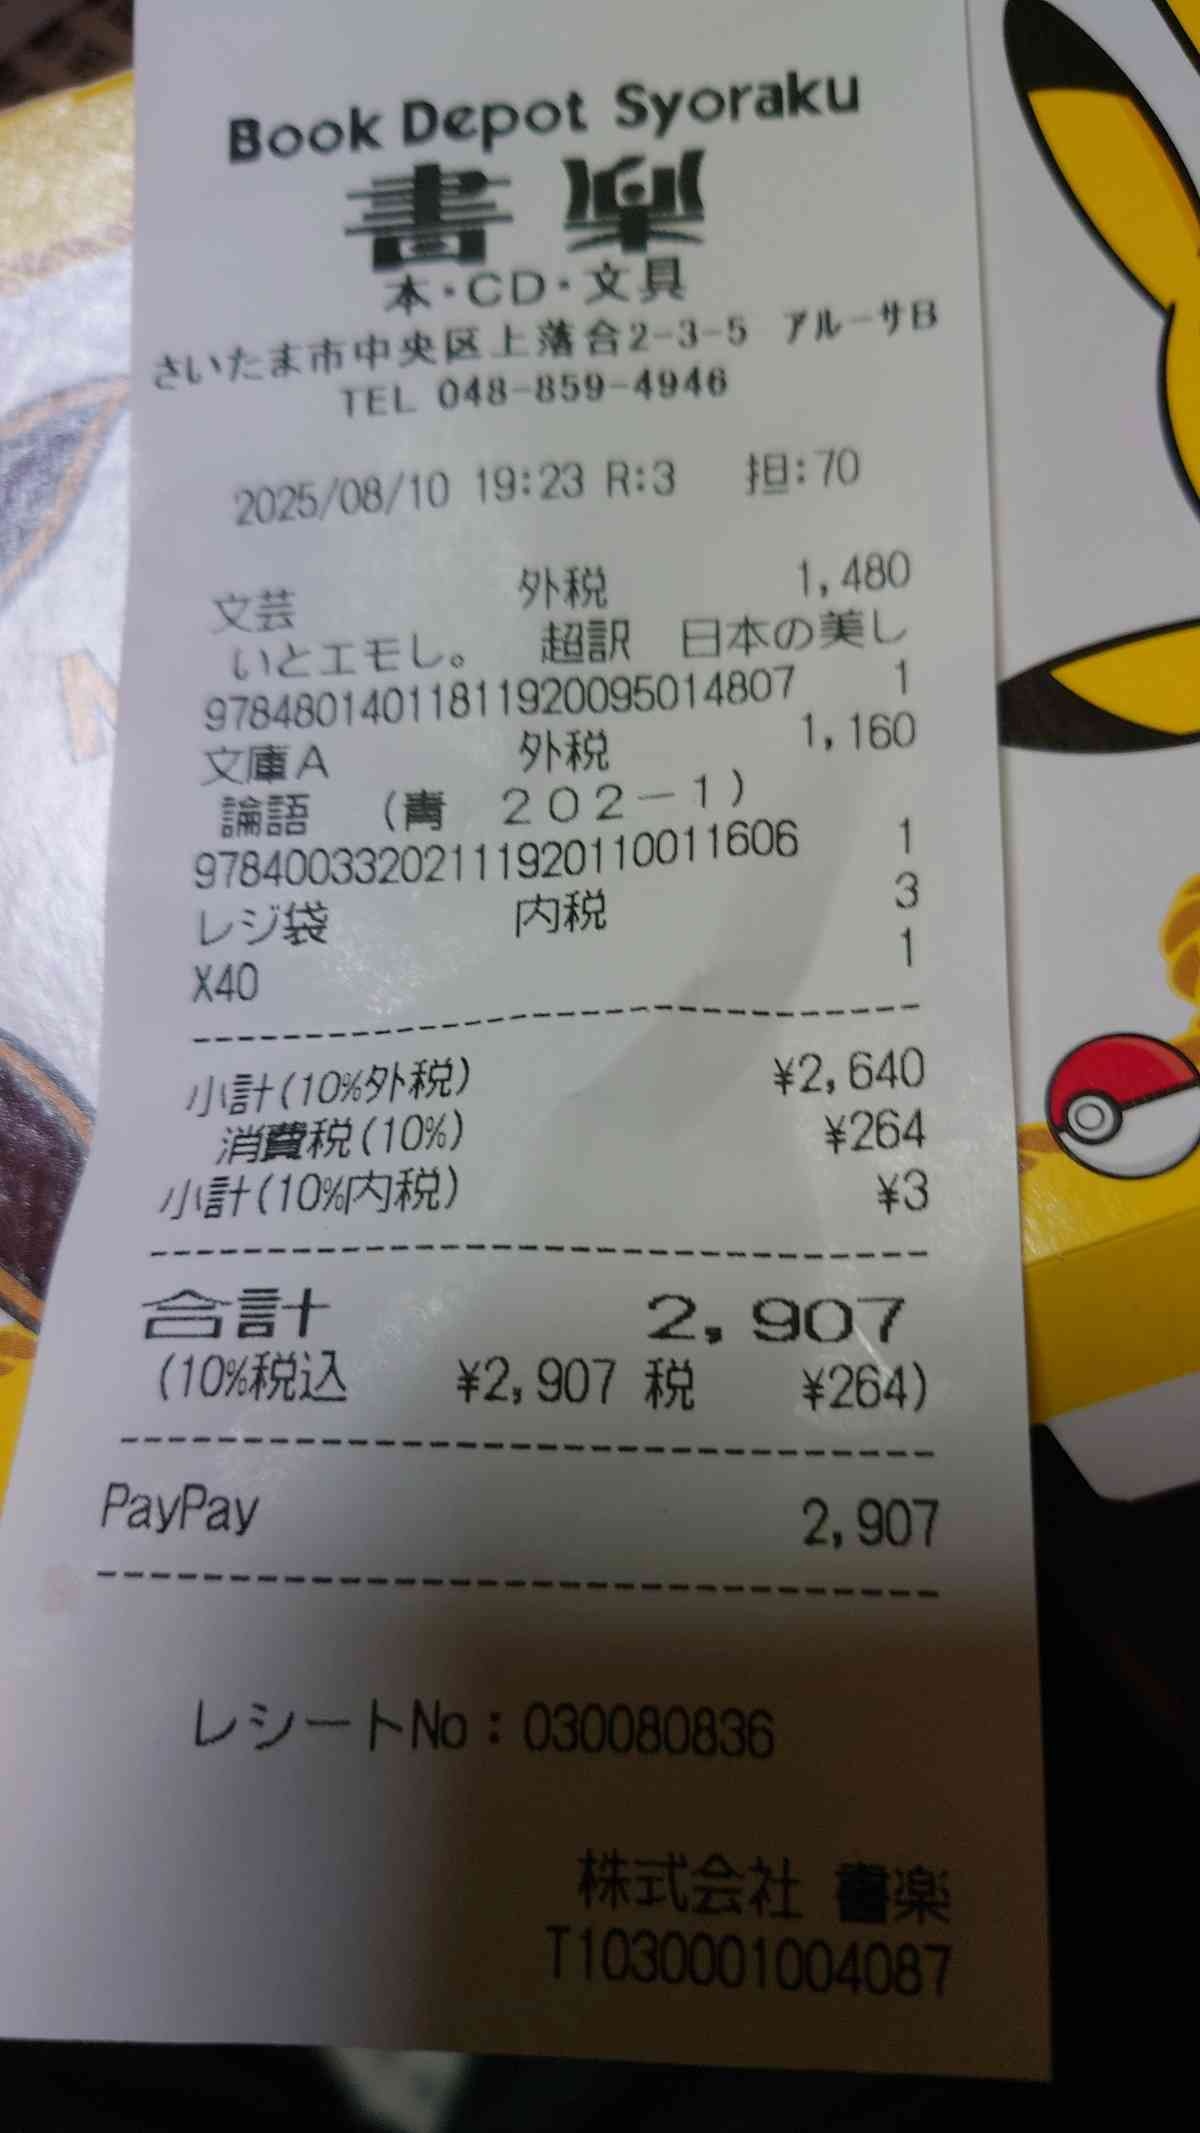 Book Depot Syoraku
書楽
本・CD・文具
さいたま市中央区上落合2-3-5 アルーサB
TEL 048-859-4946
2025/08/10 19:23 R:3 担:70
文芸 外税 1,480
いとエモし。 超訳 日本の美し
97848014011811920095014807 1
文庫A 外税 1,160
論語 (青 202-1)
9784003320211192011001​1606 1
レジ袋 内税 3
X40 1
小計(10%外税) ¥2,640
消費税(10%) ¥264
小計(10%内税) ¥3
合計 2,907
(10%税込 ¥2,907 税 ¥264)
PayPay 2,907
レシートNo:030080836
株式会社 書楽
T1030001004087